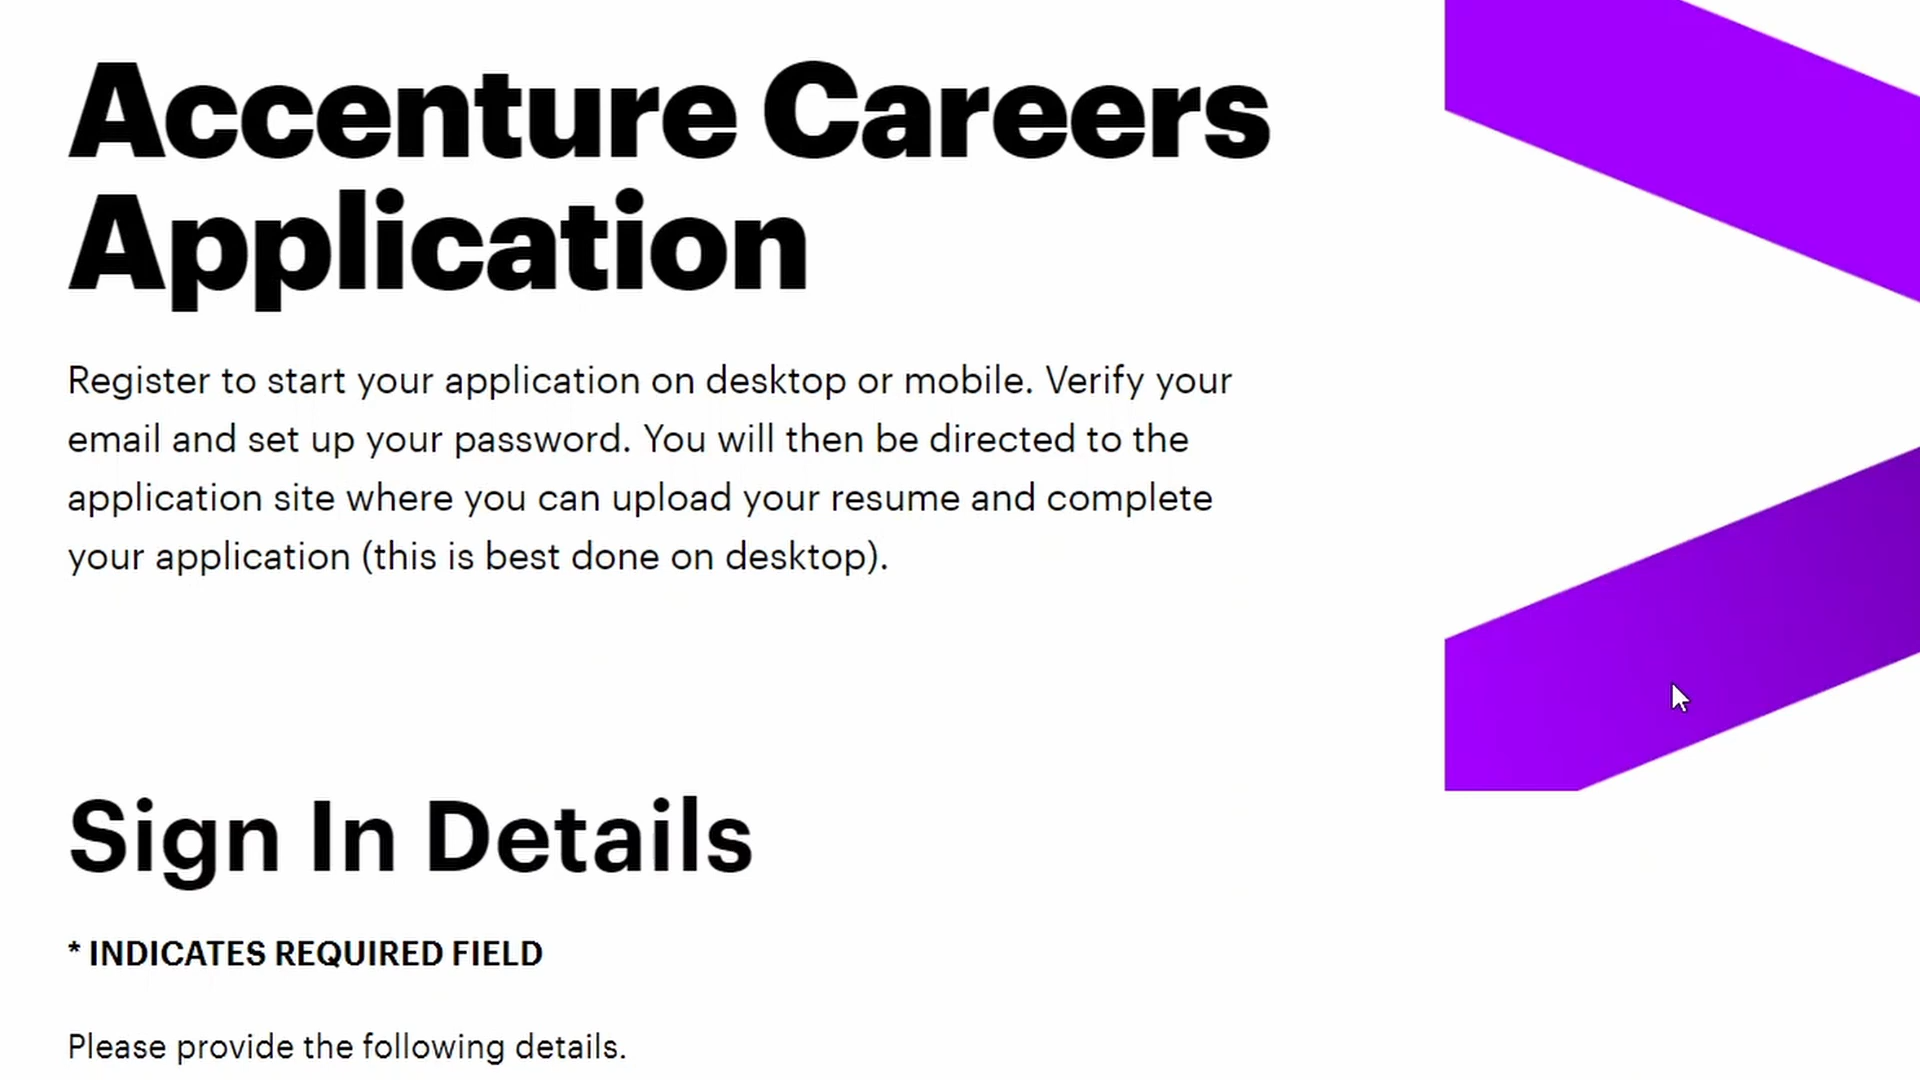 Accenture Careers
Application
Register to start your application on desktop or mobile. Verify your
email and set up your password. You will then be directed to the
application site where you can upload your resume and complete
your application (this is best done on desktop).
Sign In Details
* INDICATES REQUIRED FIELD
Please provide the following details.